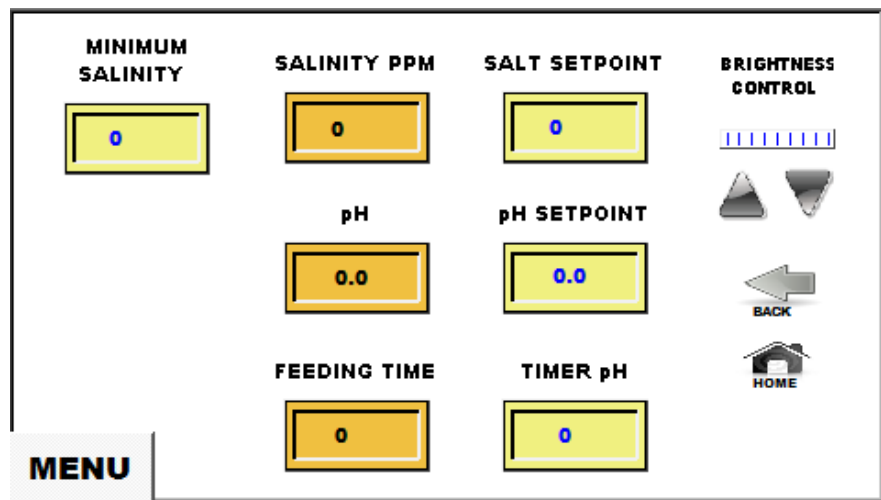 MINIMUM
SALINITY
0
SALINITY PPM
0
SALT SETPOINT
0
BRIGHTNESS
CONTROL
pH
0.0
pH SETPOINT
0.0
BACK
HOME
FEEDING TIME
0
TIMER pH
0
MENU